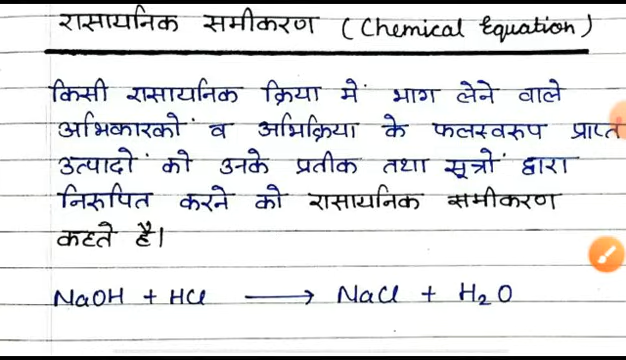 रासायनिक समीकरण (Chemical Equation)
किसी रासायनिक क्रिया में भाग लेने वाले
अभिकारकों व अभिक्रिया के फलस्वरुप प्राप्त
उत्पादों को उनके प्रतीक तथा सूत्रों द्वारा
निरुपित करने को रासायनिक समीकरण
कहते है।
NaOH + HCl ⟶ NaCl + H₂O